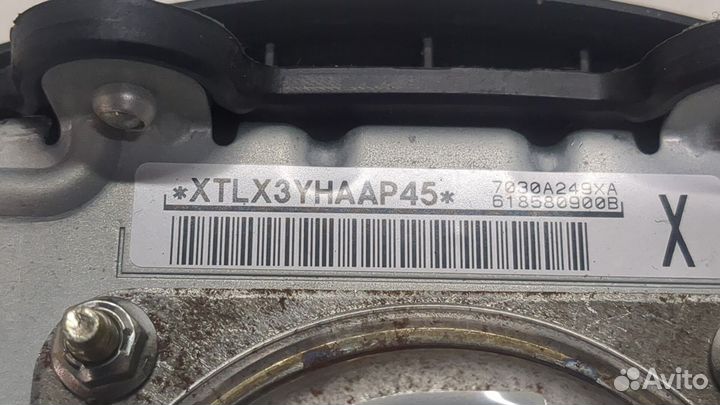 *XTLX3YHAAP45*
7030A249XA
618580900B
X
Avito